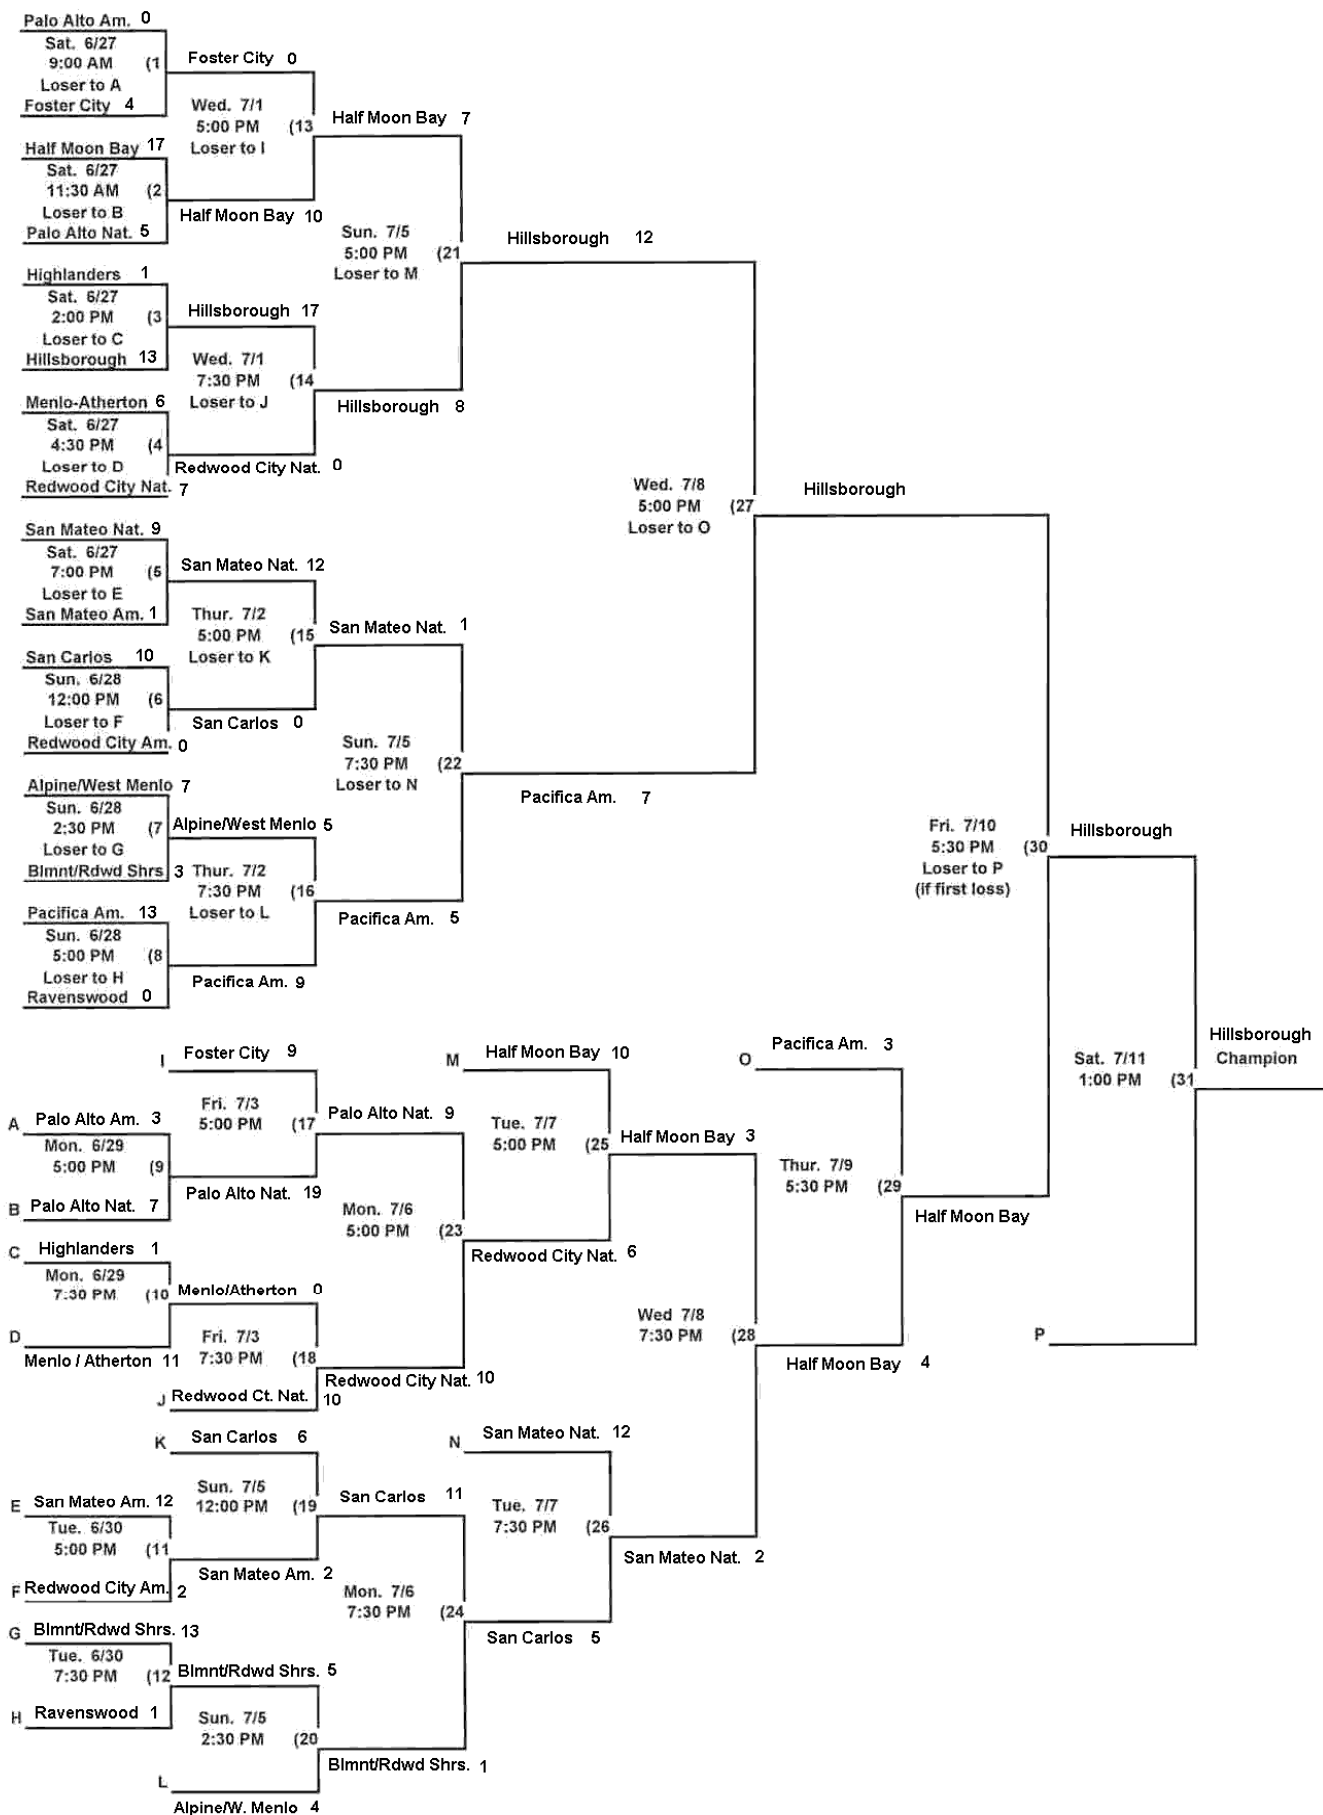 Palo Alto Am. 0
Sat. 6/27
9:00 AM (1
Loser to A
Foster City 4
Foster City 0
Wed. 7/1
5:00 PM (13
Loser to I
Half Moon Bay 17
Sat. 6/27
11:30 AM (2
Loser to B
Palo Alto Nat. 5
Half Moon Bay 10
Half Moon Bay 7
Sun. 7/5
5:00 PM (21
Loser to M
Highlanders 1
Sat. 6/27
2:00 PM (3
Loser to C
Hillsborough 13
Hillsborough 17
Wed. 7/1
7:30 PM (14
Loser to J
Menlo-Atherton 6
Sat. 6/27
4:30 PM (4
Loser to D
Redwood City Nat. 7
Redwood City Nat. 0
Hillsborough 8
Hillsborough 12
Wed. 7/8
5:00 PM (27
Loser to O
San Mateo Nat. 9
Sat. 6/27
7:00 PM (5
Loser to E
San Mateo Am. 1
San Mateo Nat. 12
Thur. 7/2
5:00 PM (15
Loser to K
San Carlos 10
Sun. 6/28
12:00 PM (6
Loser to F
Redwood City Am. 0
San Carlos 0
San Mateo Nat. 1
Sun. 7/5
7:30 PM (22
Loser to N
Alpine/West Menlo 7
Sun. 6/28
2:30 PM (7
Loser to G
Blmnt/Rdwd Shrs. 3
Alpine/West Menlo 5
Thur. 7/2
7:30 PM (16
Loser to L
Pacifica Am. 13
Sun. 6/28
5:00 PM (8
Loser to H
Ravenswood 0
Pacifica Am. 9
Pacifica Am. 5
Pacifica Am. 7
Hillsborough
Fri. 7/10
5:30 PM (30
Loser to P
(if first loss)
Hillsborough
Sat. 7/11
1:00 PM (31
Hillsborough
Champion
I Foster City 9
Fri. 7/3
5:00 PM (17
A Palo Alto Am. 3
Mon. 6/29
5:00 PM (9
B Palo Alto Nat. 7
Palo Alto Nat. 19
Palo Alto Nat. 9
Mon. 7/6
5:00 PM (23
C Highlanders 1
Mon. 6/29
7:30 PM (10
D
Menlo / Atherton 11
Menlo/Atherton 0
Fri. 7/3
7:30 PM (18
J Redwood Ct. Nat. 10
Redwood City Nat. 10
M Half Moon Bay 10
Tue. 7/7
5:00 PM (25
Redwood City Nat. 6
Half Moon Bay 3
Wed 7/8
7:30 PM (28
O Pacifica Am. 3
Thur. 7/9
5:30 PM (29
Half Moon Bay 4
Half Moon Bay
P
K San Carlos 6
Sun. 7/5
12:00 PM (19
E San Mateo Am. 12
Tue. 6/30
5:00 PM (11
F Redwood City Am. 2
San Mateo Am. 2
San Carlos 11
Mon. 7/6
7:30 PM (24
G Blmnt/Rdwd Shrs. 13
Tue. 6/30
7:30 PM (12
H Ravenswood 1
Blmnt/Rdwd Shrs. 5
Sun. 7/5
2:30 PM (20
L
Alpine/W. Menlo 4
Blmnt/Rdwd Shrs. 1
N San Mateo Nat. 12
Tue. 7/7
7:30 PM (26
San Carlos 5
San Mateo Nat. 2